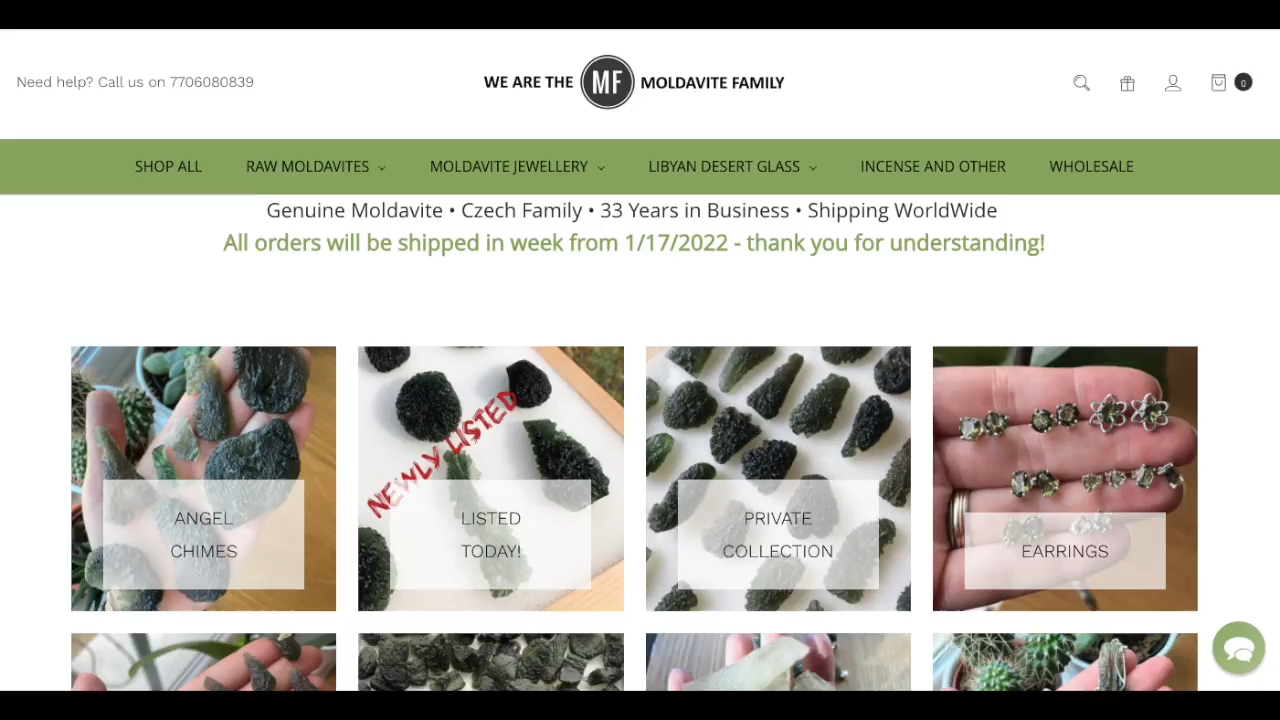 Need help? Call us on 7706080839
WE ARE THE MF MOLDAVITE FAMILY
0
SHOP ALL RAW MOLDAVITES MOLDAVITE JEWELLERY LIBYAN DESERT GLASS INCENSE AND OTHER WHOLESALE
Genuine Moldavite • Czech Family • 33 Years in Business • Shipping WorldWide
All orders will be shipped in week from 1/17/2022 - thank you for understanding!
ANGEL
CHIMES
NEWLY LISTED
LISTED
TODAY!
PRIVATE
COLLECTION
EARRINGS